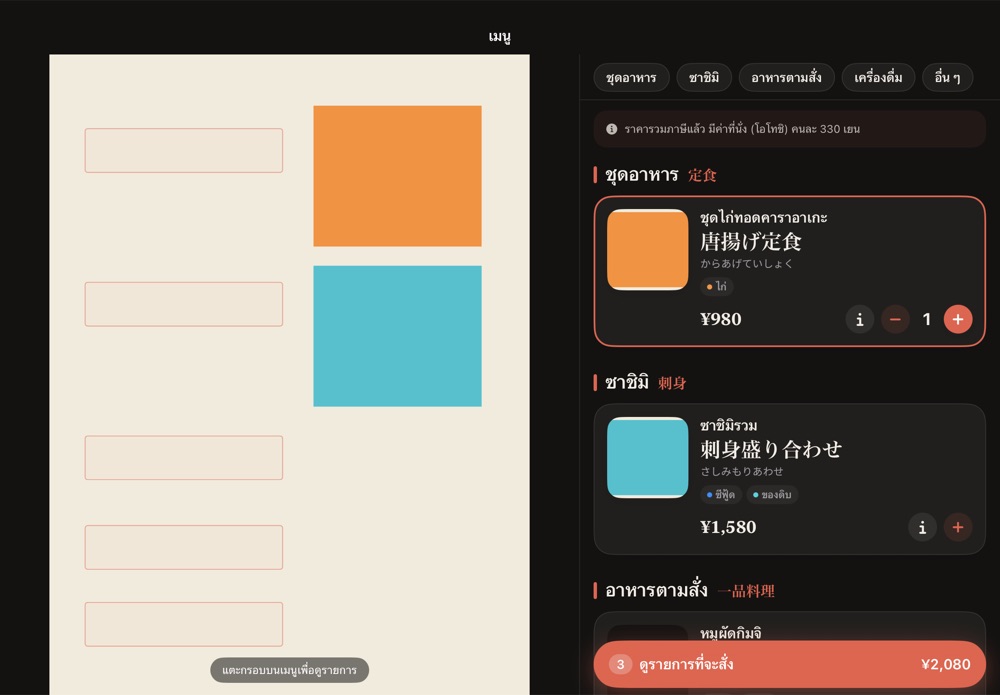 เมนู
แตะกรอบบนเมนูเพื่อดูรายการ
ชุดอาหาร ซาชิมิ อาหารตามสั่ง เครื่องดื่ม อื่น ๆ
ราคารวมภาษีแล้ว มีค่าที่นั่ง (โอโทชิ) คนละ 330 เยน
ชุดอาหาร 定食
ชุดไก่ทอดคาราอาเกะ
唐揚げ定食
からあげていしょく
ไก่
¥980 i − 1 +
ซาชิมิ 刺身
ซาชิมิรวม
刺身盛り合わせ
さしみもりあわせ
ซีฟู้ด ของดิบ
¥1,580 i +
อาหารตามสั่ง 一品料理
หมูผัดกิมจิ
3 ดูรายการที่จะสั่ง ¥2,080